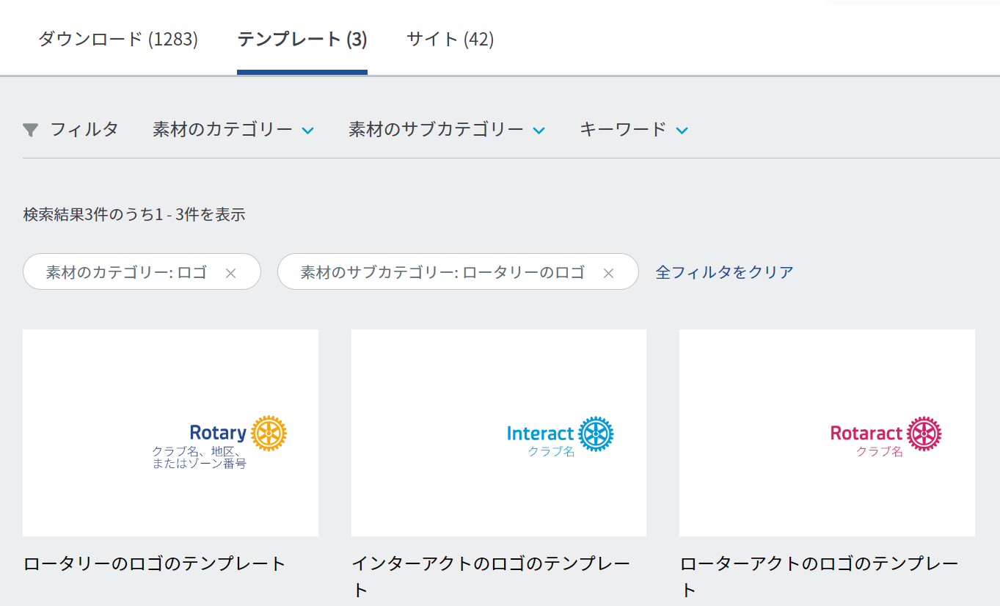 ダウンロード (1283) テンプレート (3) サイト (42)
フィルタ 素材のカテゴリー 素材のサブカテゴリー キーワード
検索結果3件のうち1 - 3件を表示
素材のカテゴリー: ロゴ 素材のサブカテゴリー: ロータリーのロゴ 全フィルタをクリア
Rotary
クラブ名、地区、
またはゾーン番号
Interact
クラブ名
Rotaract
クラブ名
ロータリーのロゴのテンプレート
インターアクトのロゴのテンプレー
ト
ローターアクトのロゴのテンプレー
ト